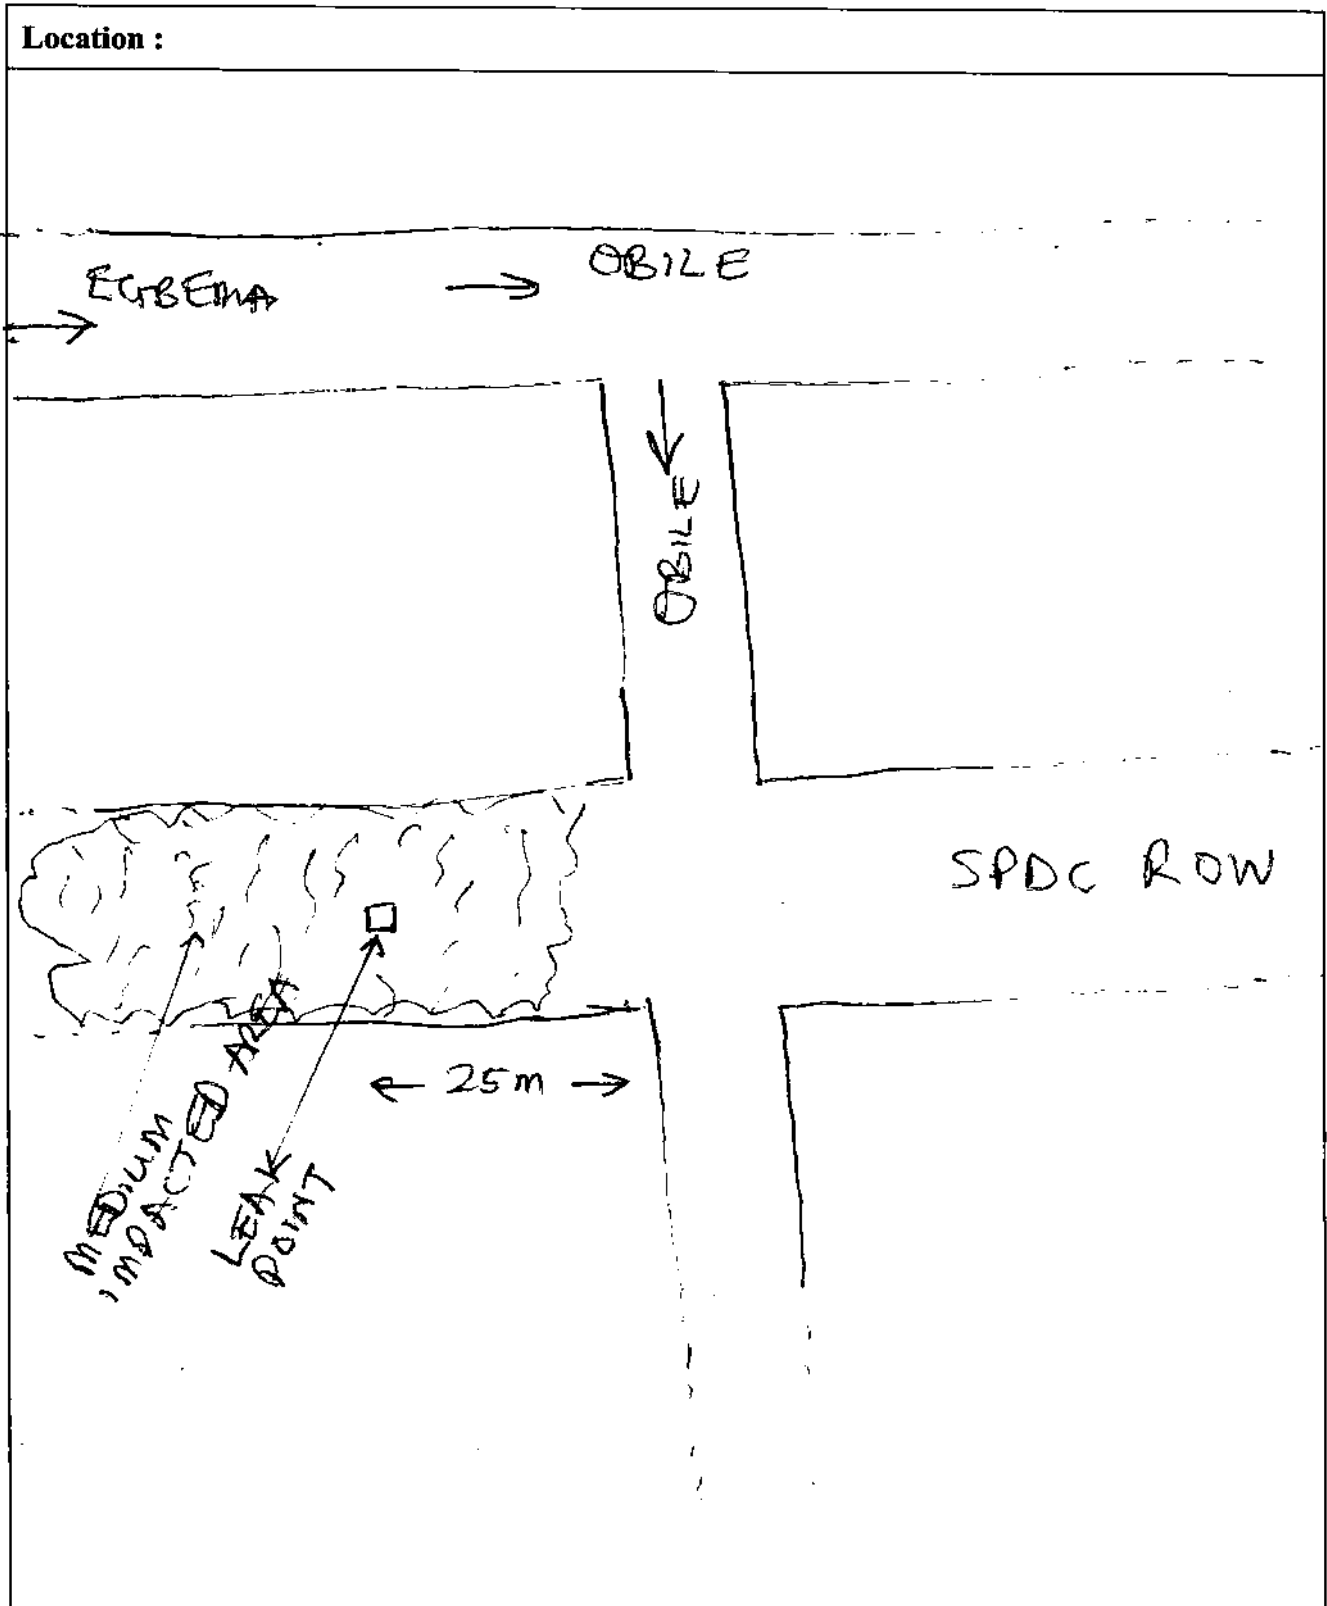 Location :
OBILE
EGBEMA
OBILE
SPDC ROW
25m
MEDIUM
IMPACTED AREA
LEAK
POINT